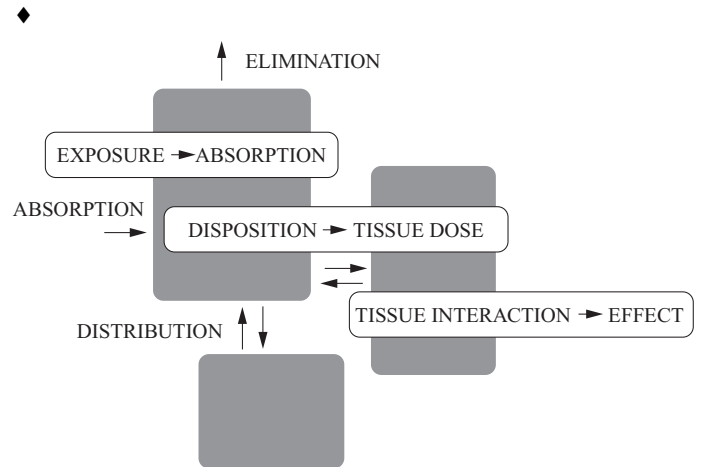 ELIMINATION
EXPOSURE → ABSORPTION
ABSORPTION
DISPOSITION → TISSUE DOSE
TISSUE INTERACTION → EFFECT
DISTRIBUTION